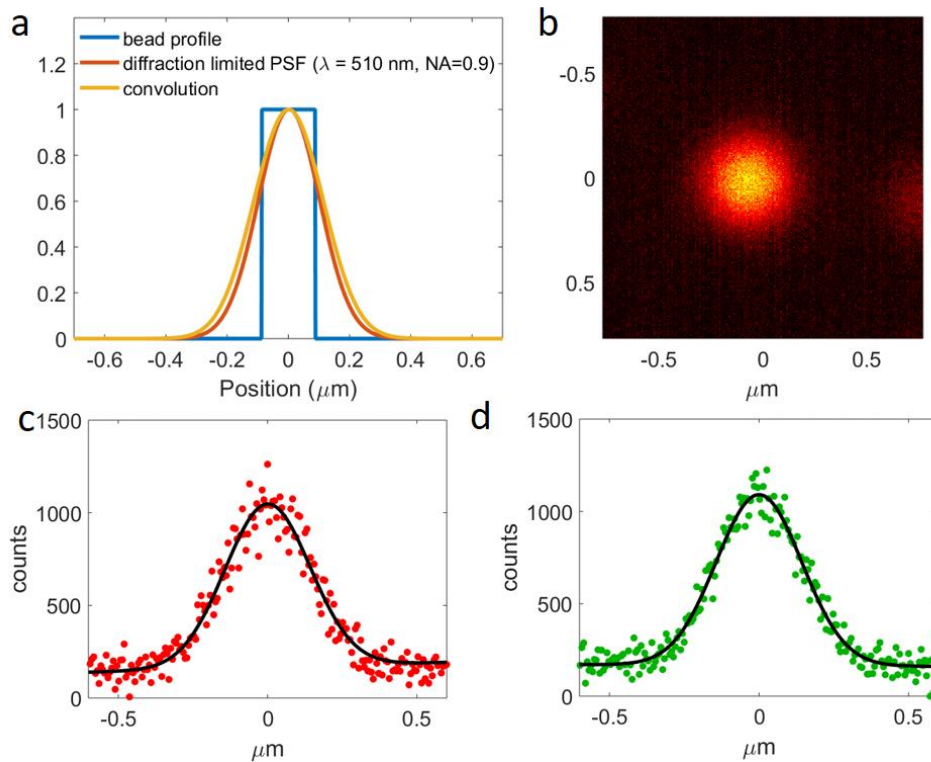 a
bead profile
diffraction limited PSF (λ = 510 nm, NA=0.9)
convolution
1.2
1
0.8
0.6
0.4
0.2
0
-0.6 -0.4 -0.2 0 0.2 0.4 0.6
Position (μm)
b
-0.5
0
0.5
-0.5 0 0.5
μm
c
1500
1000
500
0
counts
-0.5 0 0.5
μm
d
1500
1000
500
0
counts
-0.5 0 0.5
μm